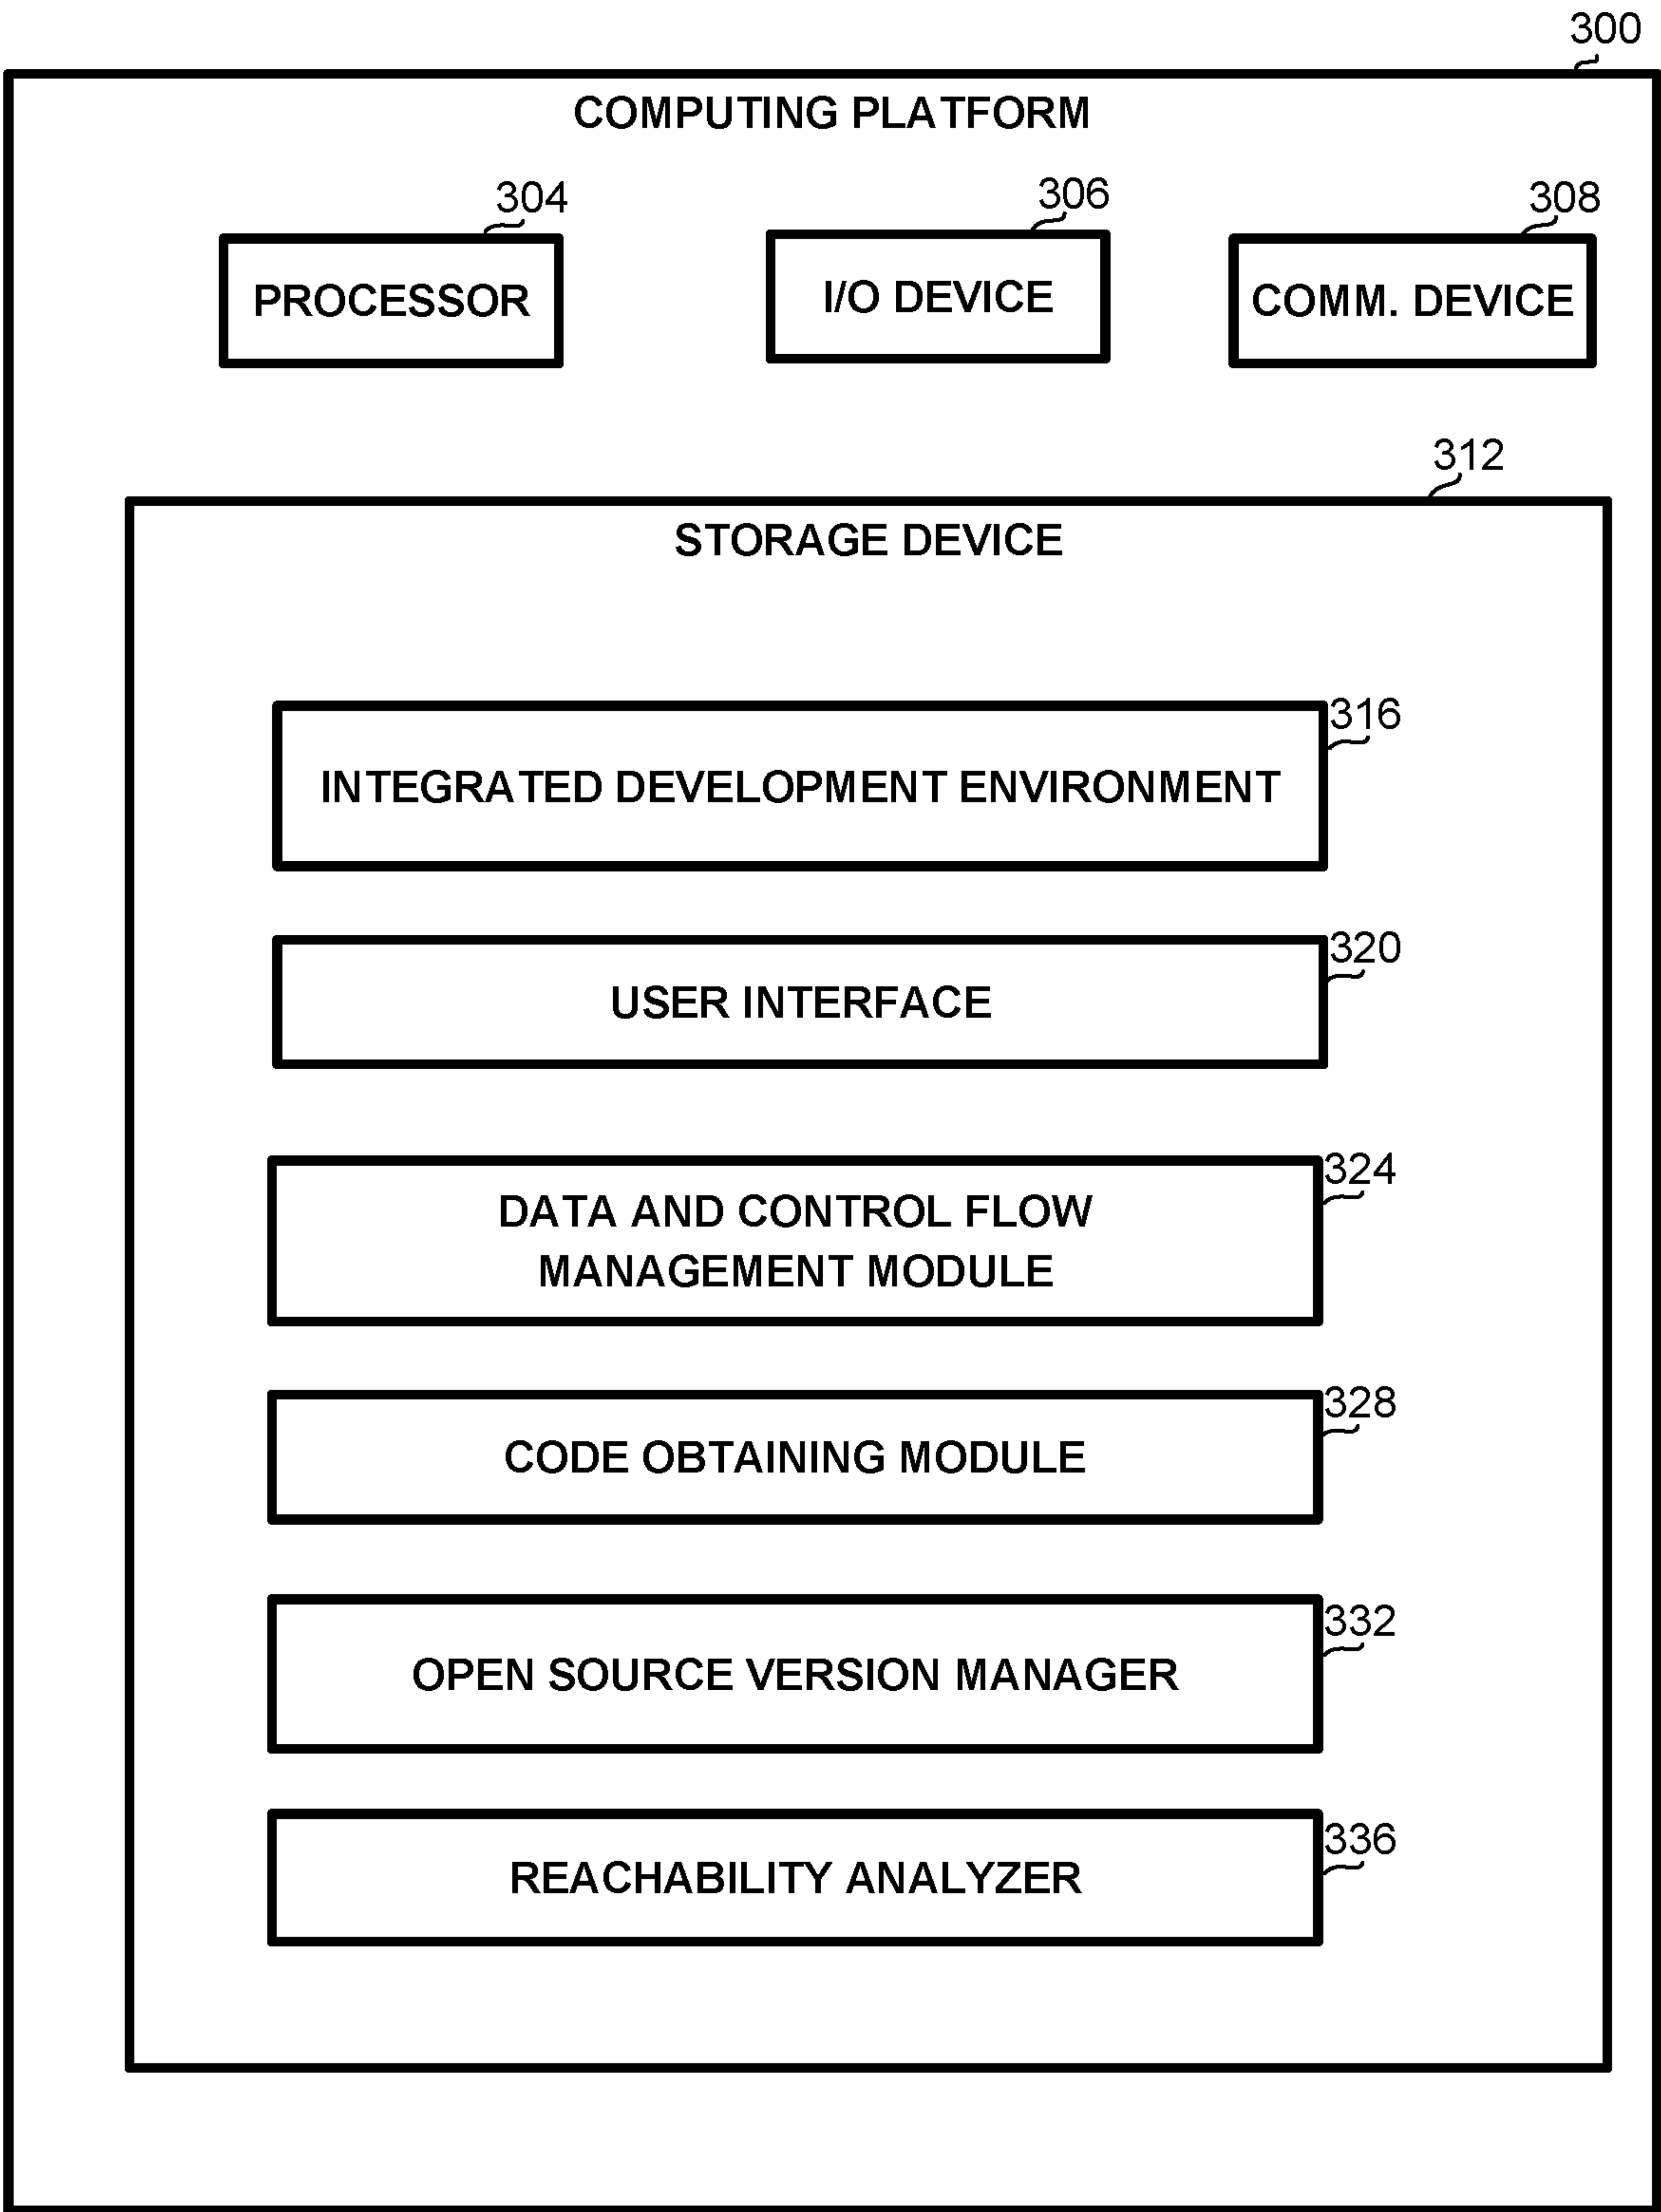 300
COMPUTING PLATFORM
304
306
308
PROCESSOR
I/O DEVICE
COMM. DEVICE
312
STORAGE DEVICE
316
INTEGRATED DEVELOPMENT ENVIRONMENT
320
USER INTERFACE
324
DATA AND CONTROL FLOW
MANAGEMENT MODULE
328
CODE OBTAINING MODULE
332
OPEN SOURCE VERSION MANAGER
336
REACHABILITY ANALYZER